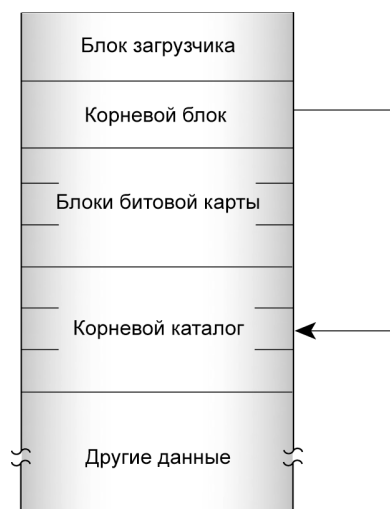 Блок загрузчика
Корневой блок
Блоки битовой карты
Корневой каталог
Другие данные